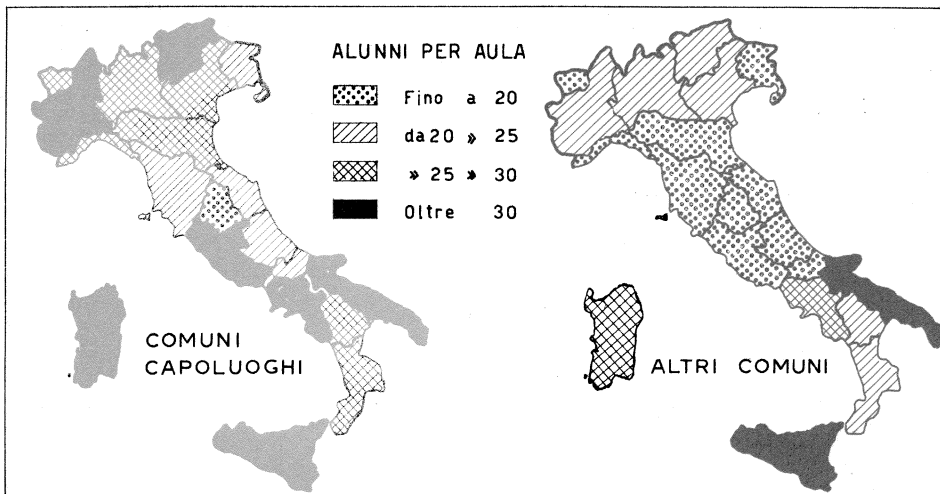 ALUNNI PER AULA
Fino a 20
da 20 » 25
» 25 » 30
Oltre 30
COMUNI
CAPOLUOGHI
ALTRI COMUNI